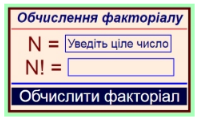 Обчислення факторіалу
N = Уведіть ціле число
N! =
Обчислити факторіал